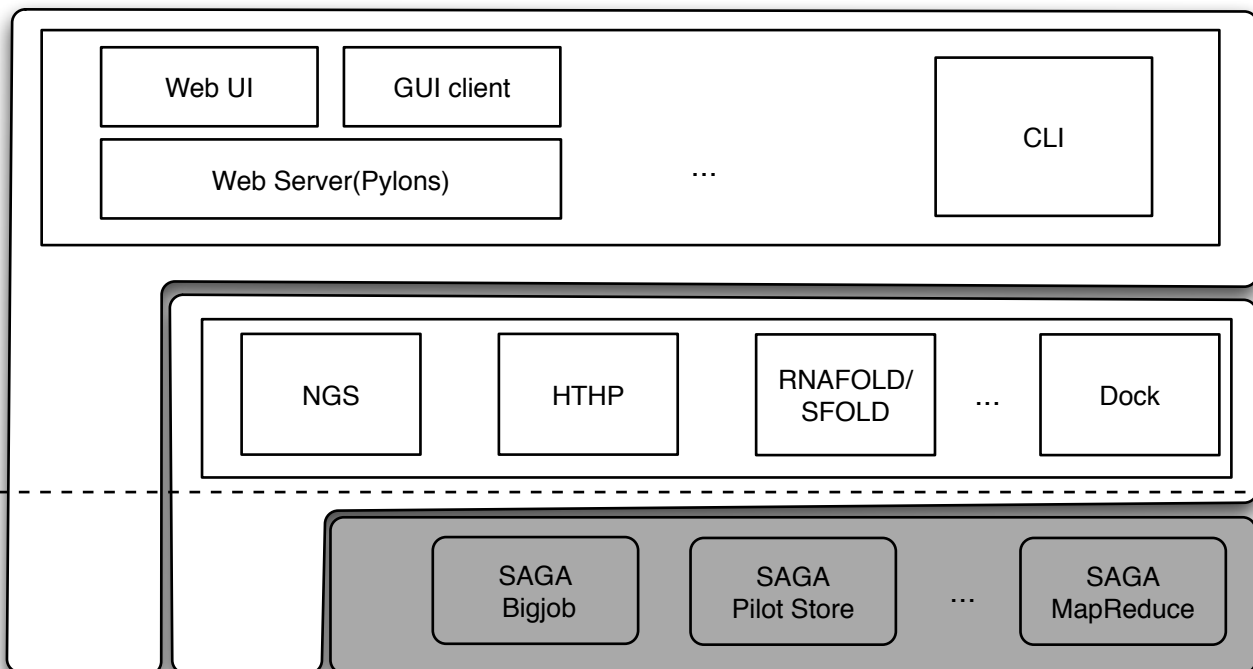 Web UI
GUI client
CLI
Web Server(Pylons)
...
NGS
HTHP
RNAFOLD/
SFOLD
...
Dock
SAGA
Bigjob
SAGA
Pilot Store
...
SAGA
MapReduce